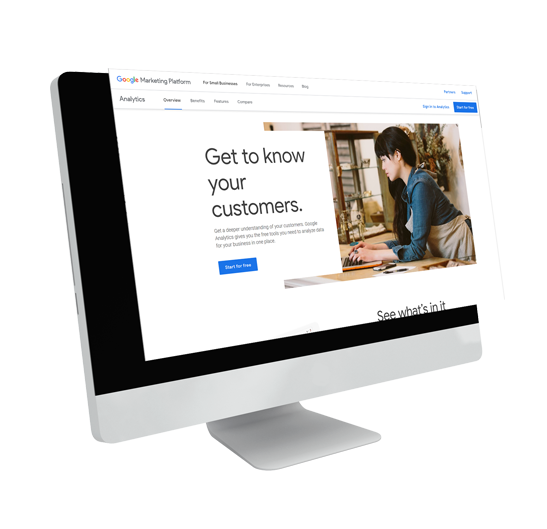 Google Marketing Platform
For Small Businesses
For Enterprises
Resources
Blog
Partners
Support
Analytics
Overview
Benefits
Features
Compare
Sign in to Analytics
Start for free
Get to know
your
customers.
Get a deeper understanding of your customers. Google
Analytics gives you the free tools you need to analyze data
for your business in one place.
Start for free
See what's in it